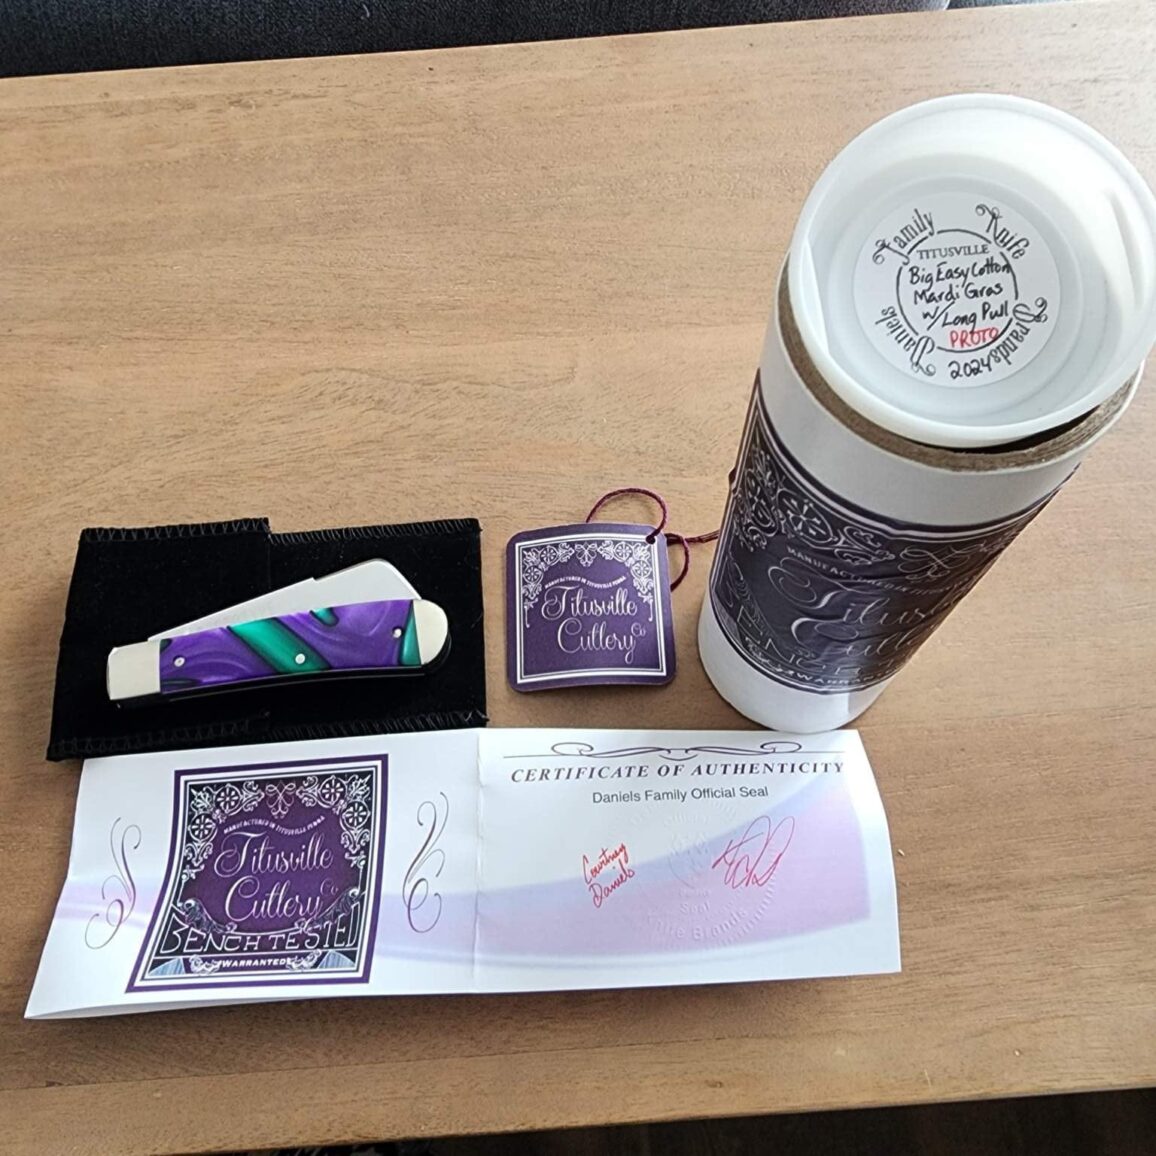 Daniels Family Knife Brands
TITUSVILLE
Big Easy Cotton
Mardi Gras
w/ Long Pull
PROTO
2024
MANUFACTURED IN TITUSVILLE PENNA
Titusville
Cutlery Co
MANUFACTURED IN TITUSVILLE PENNA
Titusville
Cutlery Co
BENCH TESTED
WARRANTED
CERTIFICATE OF AUTHENTICITY
Daniels Family Official Seal
Courtney
Daniels
Seal